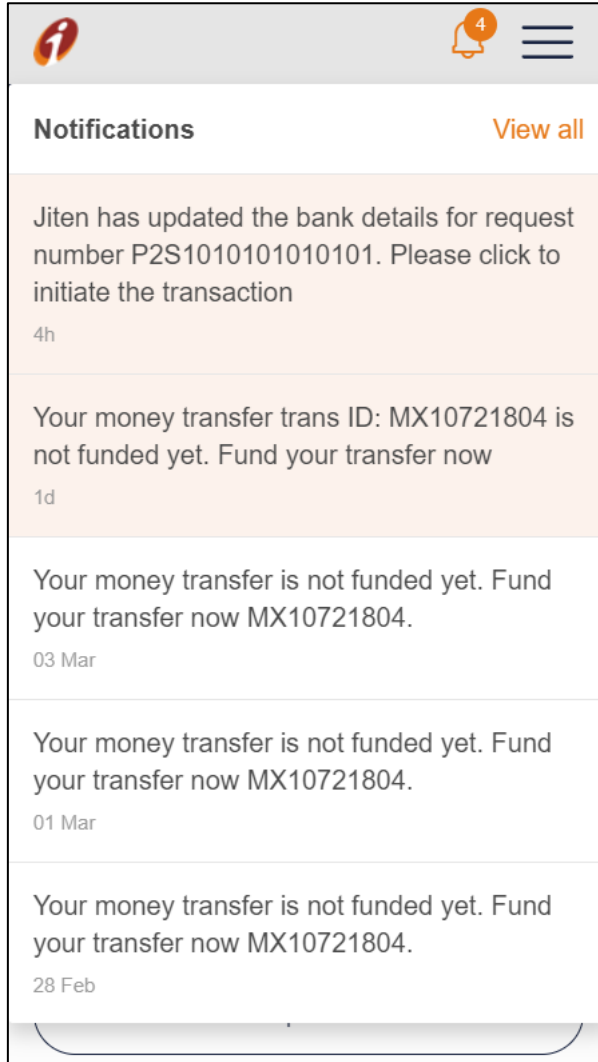 i
4
Notifications
View all
Jiten has updated the bank details for request
number P2S1010101010101. Please click to
initiate the transaction
4h
Your money transfer trans ID: MX10721804 is
not funded yet. Fund your transfer now
1d
Your money transfer is not funded yet. Fund
your transfer now MX10721804.
03 Mar
Your money transfer is not funded yet. Fund
your transfer now MX10721804.
01 Mar
Your money transfer is not funded yet. Fund
your transfer now MX10721804.
28 Feb